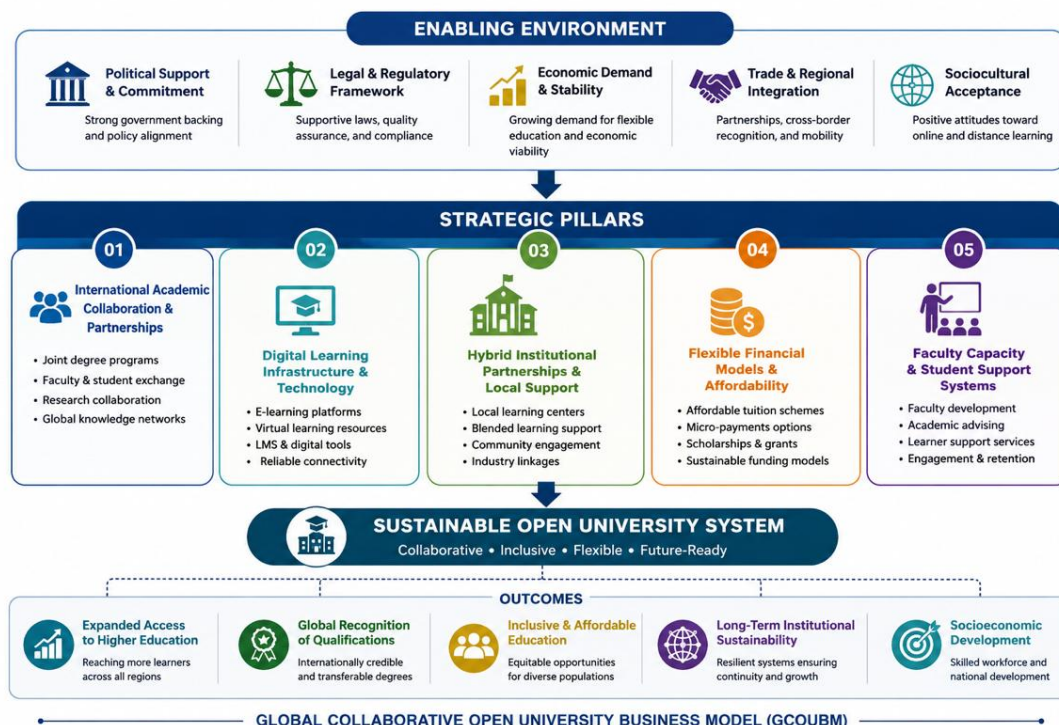 ENABLING ENVIRONMENT
Political Support
& Commitment
Strong government backing
and policy alignment
Legal & Regulatory
Framework
Supportive laws, quality
assurance, and compliance
Economic Demand
& Stability
Growing demand for flexible
education and economic
viability
Trade & Regional
Integration
Partnerships, cross-border
recognition, and mobility
Sociocultural
Acceptance
Positive attitudes toward
online and distance learning
STRATEGIC PILLARS
01
International Academic
Collaboration &
Partnerships
• Joint degree programs
• Faculty & student exchange
• Research collaboration
• Global knowledge networks
02
Digital Learning
Infrastructure &
Technology
• E-learning platforms
• Virtual learning resources
• LMS & digital tools
• Reliable connectivity
03
Hybrid Institutional
Partnerships &
Local Support
• Local learning centers
• Blended learning support
• Community engagement
• Industry linkages
04
$
Flexible Financial
Models &
Affordability
• Affordable tuition schemes
• Micro-payments options
• Scholarships & grants
• Sustainable funding models
05
Faculty Capacity
& Student Support
Systems
• Faculty development
• Academic advising
• Learner support services
• Engagement & retention
SUSTAINABLE OPEN UNIVERSITY SYSTEM
Collaborative • Inclusive • Flexible • Future-Ready
OUTCOMES
Expanded Access
to Higher Education
Reaching more learners
across all regions
Global Recognition
of Qualifications
Internationally credible
and transferable degrees
Inclusive & Affordable
Education
Equitable opportunities
for diverse populations
Long-Term Institutional
Sustainability
Resilient systems ensuring
continuity and growth
Socioeconomic
Development
Skilled workforce and
national development
GLOBAL COLLABORATIVE OPEN UNIVERSITY BUSINESS MODEL (GCOUBM)